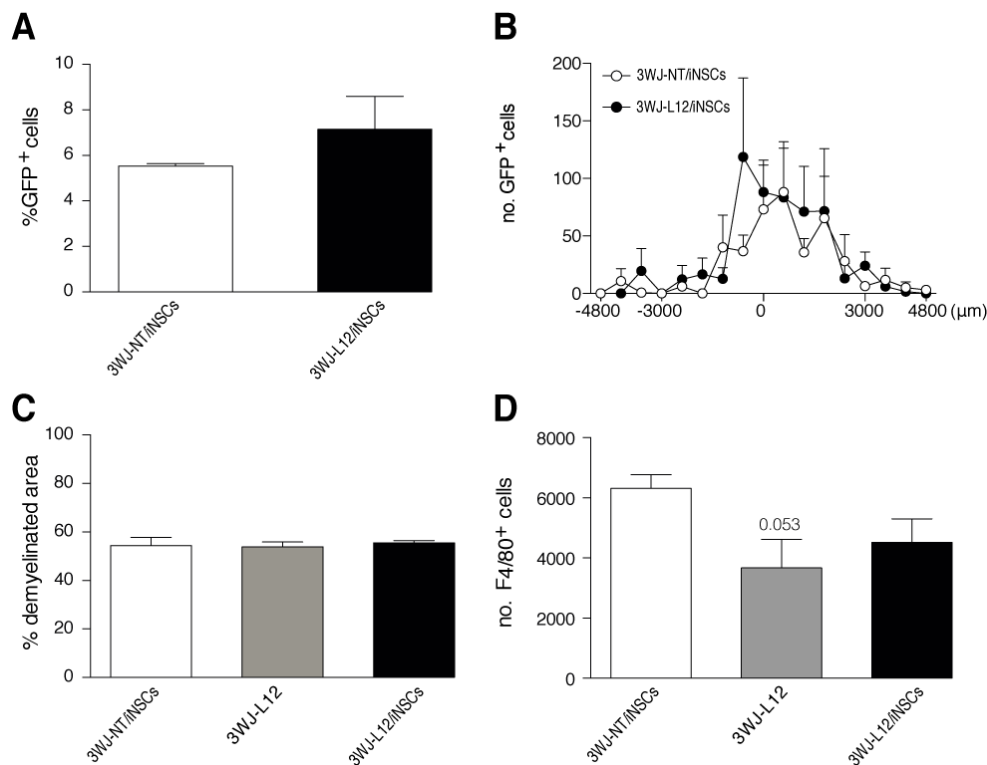 A
10
8
6
4
2
0
%GFP+ cells
3WJ-NT/iNSCs
3WJ-L12/iNSCs
B
200
150
100
50
0
no. GFP+ cells
3WJ-NT/iNSCs
3WJ-L12/iNSCs
-4800 -3000 0 3000 4800 (µm)
C
100
80
60
40
20
0
% demyelinated area
3WJ-NT/iNSCs
3WJ-L12
3WJ-L12/iNSCs
D
8000
6000
4000
2000
0
no. F4/80+ cells
0.053
3WJ-NT/iNSCs
3WJ-L12
3WJ-L12/iNSCs